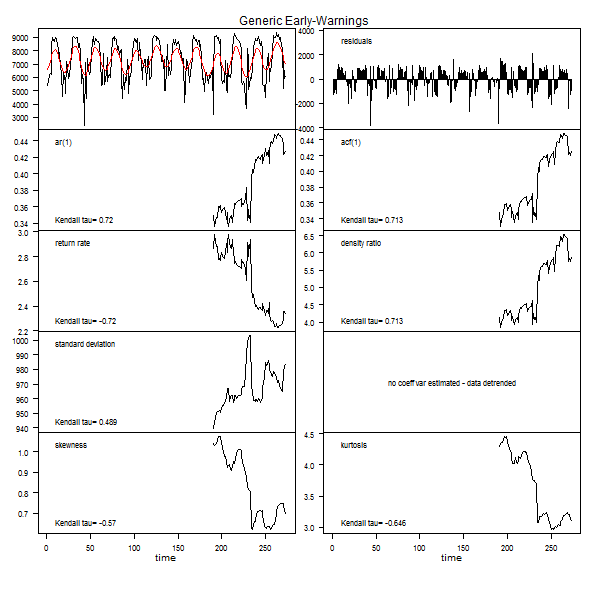 Generic Early-Warnings
9000
8000
7000
6000
5000
4000
3000
residuals
4000
2000
0
-2000
-4000
ar(1)
0.44
0.42
0.40
0.38
0.36
0.34
Kendall tau= 0.72
acf(1)
0.44
0.42
0.40
0.38
0.36
0.34
Kendall tau= 0.713
return rate
3.0
2.8
2.6
2.4
2.2
Kendall tau= -0.72
density ratio
6.5
6.0
5.5
5.0
4.5
4.0
Kendall tau= 0.713
standard deviation
1000
990
980
970
960
950
940
Kendall tau= 0.489
no coeff var estimated - data detrended
skewness
1.0
0.9
0.8
0.7
Kendall tau= -0.57
0 50 100 150 200 250
time
kurtosis
4.5
4.0
3.5
3.0
Kendall tau= -0.646
0 50 100 150 200 250
time